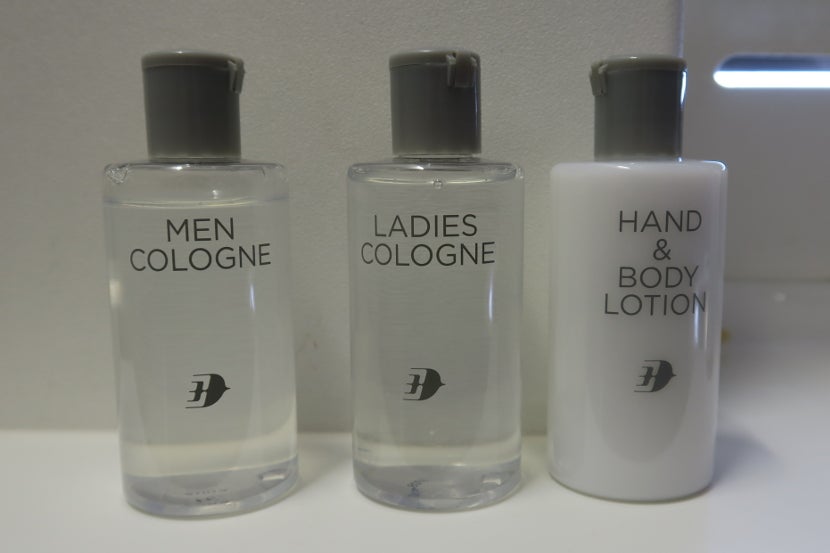 MEN
COLOGNE
LADIES
COLOGNE
HAND
&
BODY
LOTION